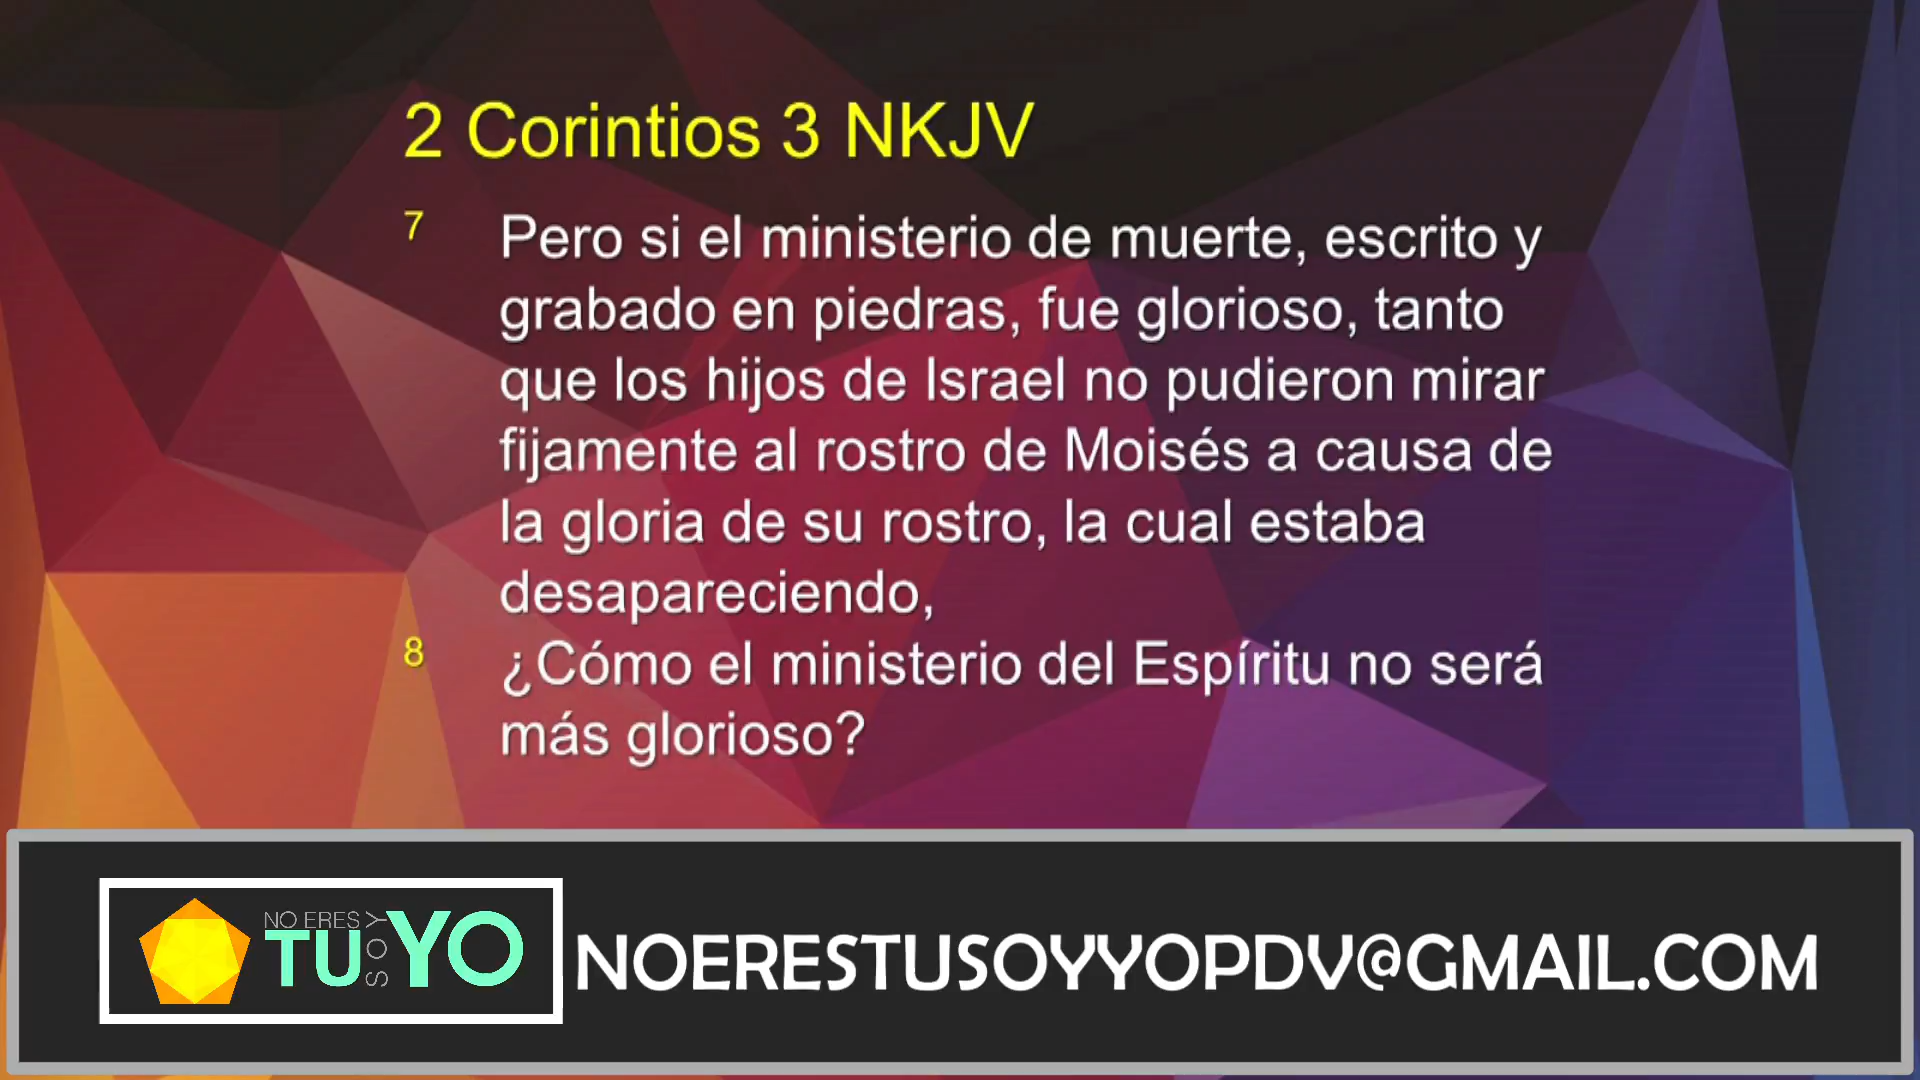 2 Corintios 3 NKJV
7 Pero si el ministerio de muerte, escrito y
grabado en piedras, fue glorioso, tanto
que los hijos de Israel no pudieron mirar
fijamente al rostro de Moisés a causa de
la gloria de su rostro, la cual estaba
desapareciendo,
8 ¿Cómo el ministerio del Espíritu no será
más glorioso?
NO ERES
TU SOY YO
NOERESTUSOYYOPDV@GMAIL.COM